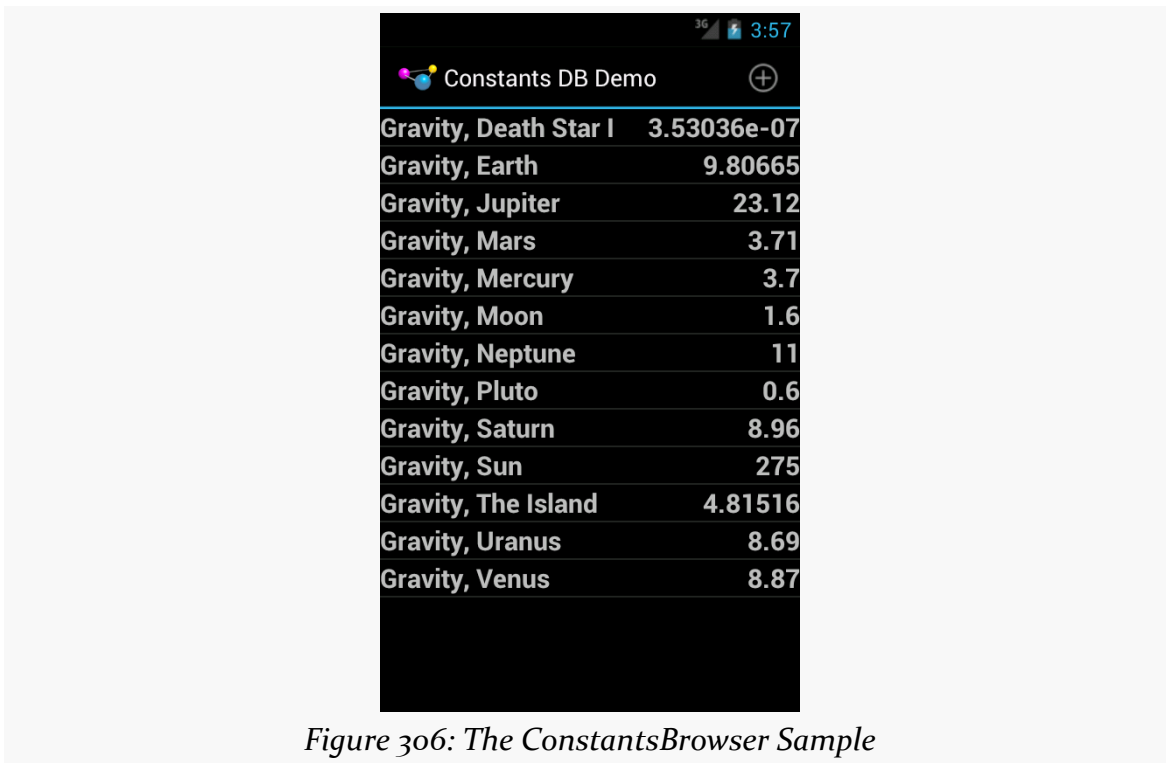 3G 3:57
Constants DB Demo
Gravity, Death Star I 3.53036e-07
Gravity, Earth 9.80665
Gravity, Jupiter 23.12
Gravity, Mars 3.71
Gravity, Mercury 3.7
Gravity, Moon 1.6
Gravity, Neptune 11
Gravity, Pluto 0.6
Gravity, Saturn 8.96
Gravity, Sun 275
Gravity, The Island 4.81516
Gravity, Uranus 8.69
Gravity, Venus 8.87
Figure 306: The ConstantsBrowser Sample